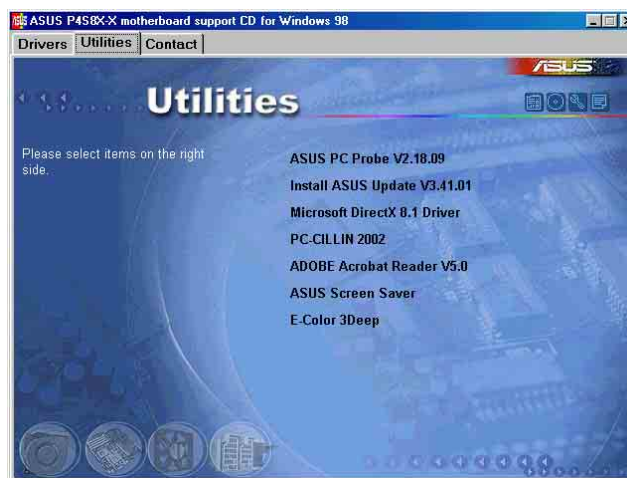 ASUS P4S8X-X motherboard support CD for Windows 98
Drivers Utilities Contact
ASUS
Utilities
Please select items on the right
side.
ASUS PC Probe V2.18.09
Install ASUS Update V3.41.01
Microsoft DirectX 8.1 Driver
PC-CILLIN 2002
ADOBE Acrobat Reader V5.0
ASUS Screen Saver
E-Color 3Deep